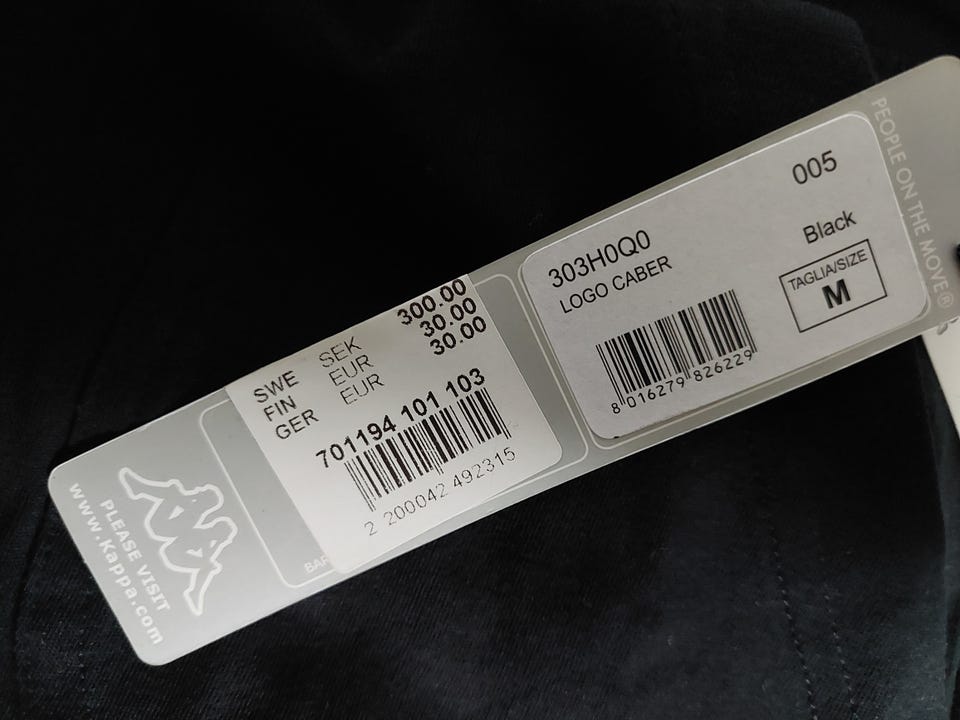 PEOPLE ON THE MOVE®
005
303H0Q0
Black
LOGO CABER
TAGLIA/SIZE
M
8 016279 826229
SWE SEK 300.00
FIN EUR 30.00
GER EUR 30.00
701194 101 103
2 200042 492315
BAR
PLEASE VISIT
www.Kappa.com